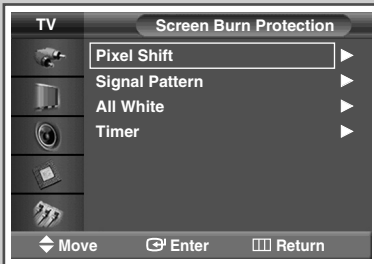 TV Screen Burn Protection
Pixel Shift
Signal Pattern
All White
Timer
Move Enter Return